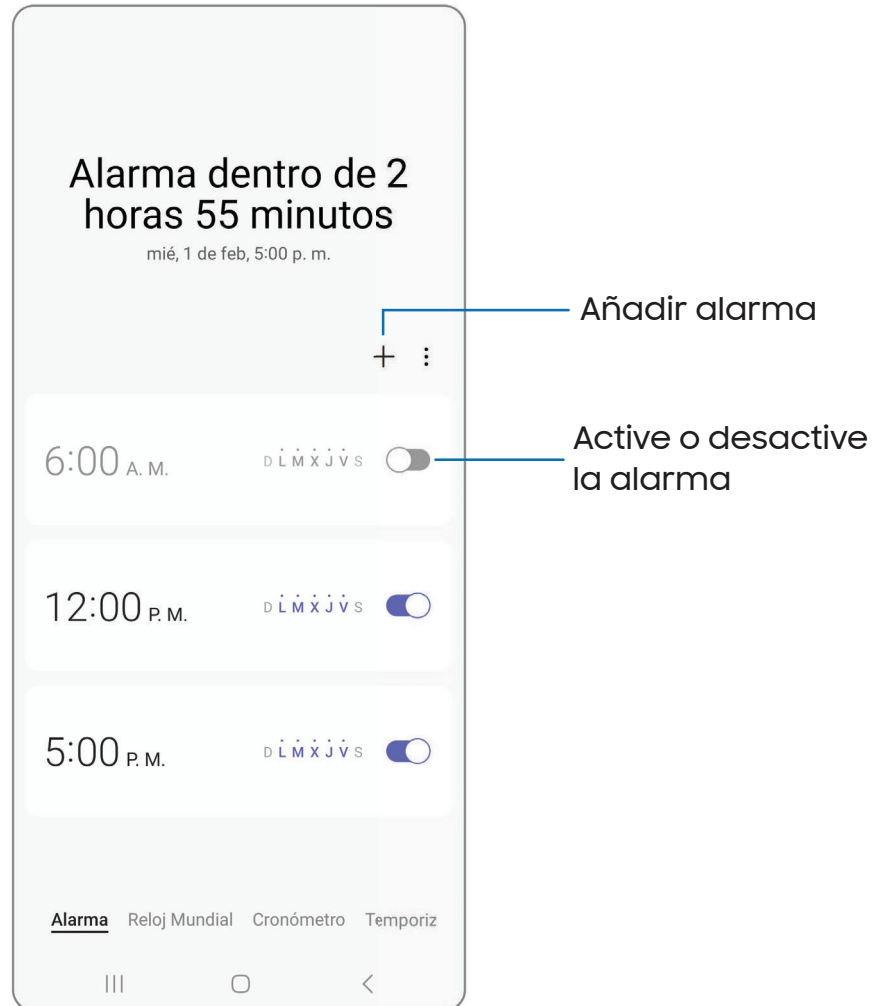 Alarma dentro de 2
horas 55 minutos
mié, 1 de feb, 5:00 p. m.
Añadir alarma
6:00 A. M. D L M X J V S
Active o desactive
la alarma
12:00 P. M. D L M X J V S
5:00 P. M. D L M X J V S
Alarma Reloj Mundial Cronómetro Temporiz